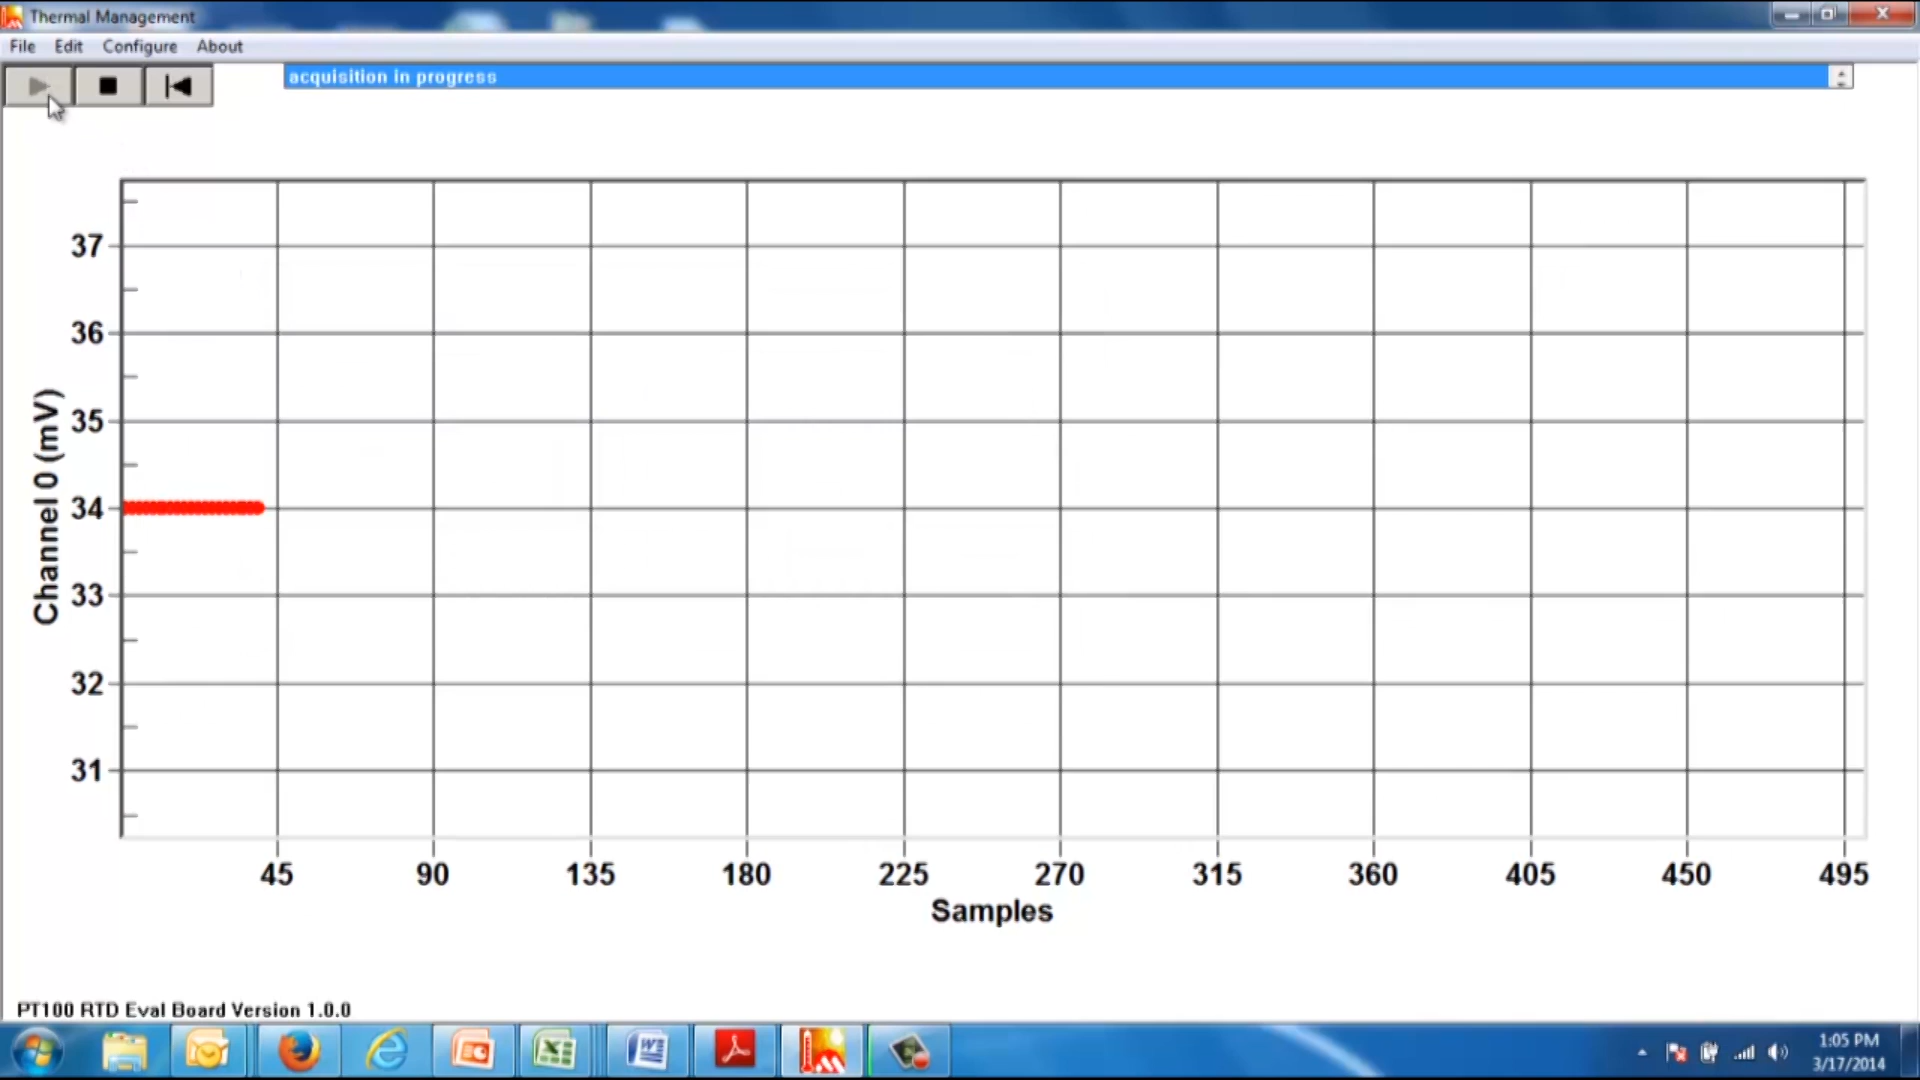 Thermal Management
File Edit Configure About
acquisition in progress
37
36
35
34
33
32
31
Channel 0 (mV)
45 90 135 180 225 270 315 360 405 450 495
Samples
PT100 RTD Eval Board Version 1.0.0
1:05 PM
3/17/2014